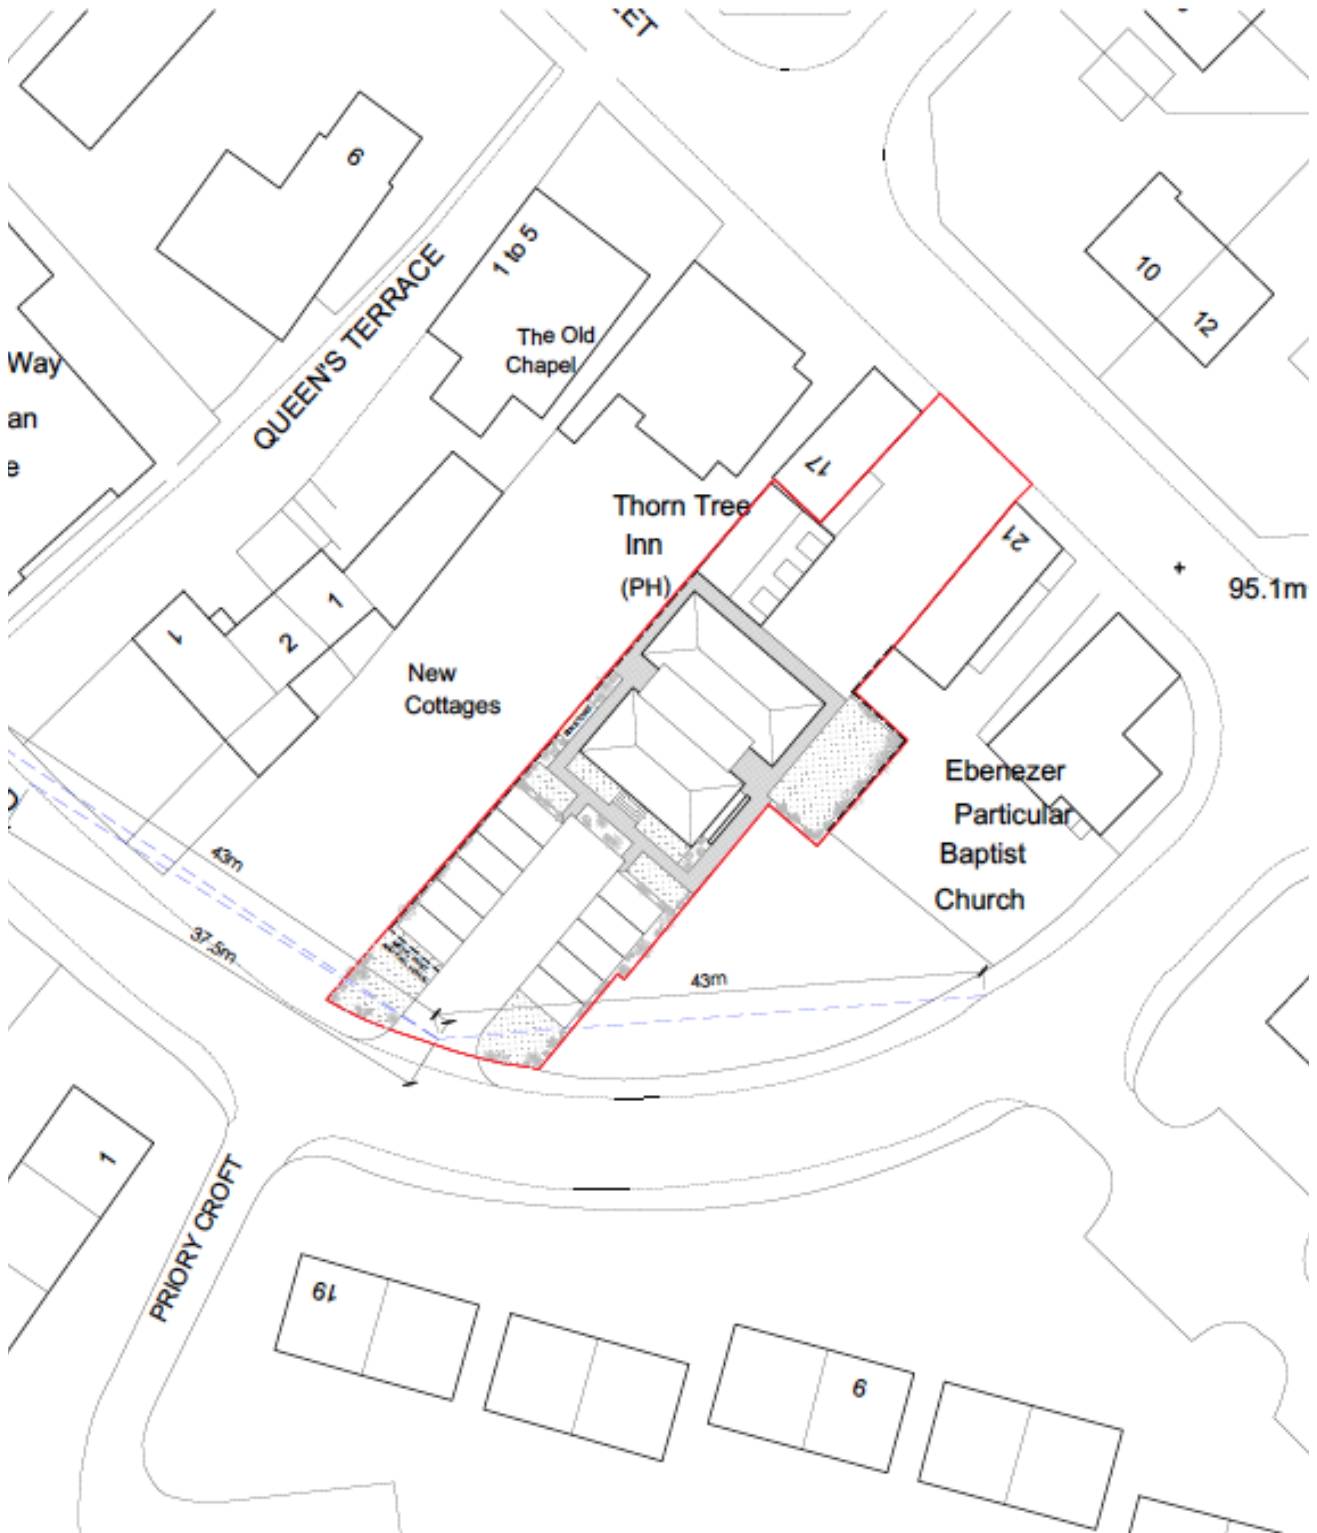 EET
6
1 to 5
QUEEN'S TERRACE
The Old
Chapel
10
12
Way
an
e
17
Thorn Tree
Inn
(PH)
21
95.1m
1
2
1
New
Cottages
Ebenezer
Particular
Baptist
Church
43m
37.5m
43m
1
PRIORY CROFT
19
9